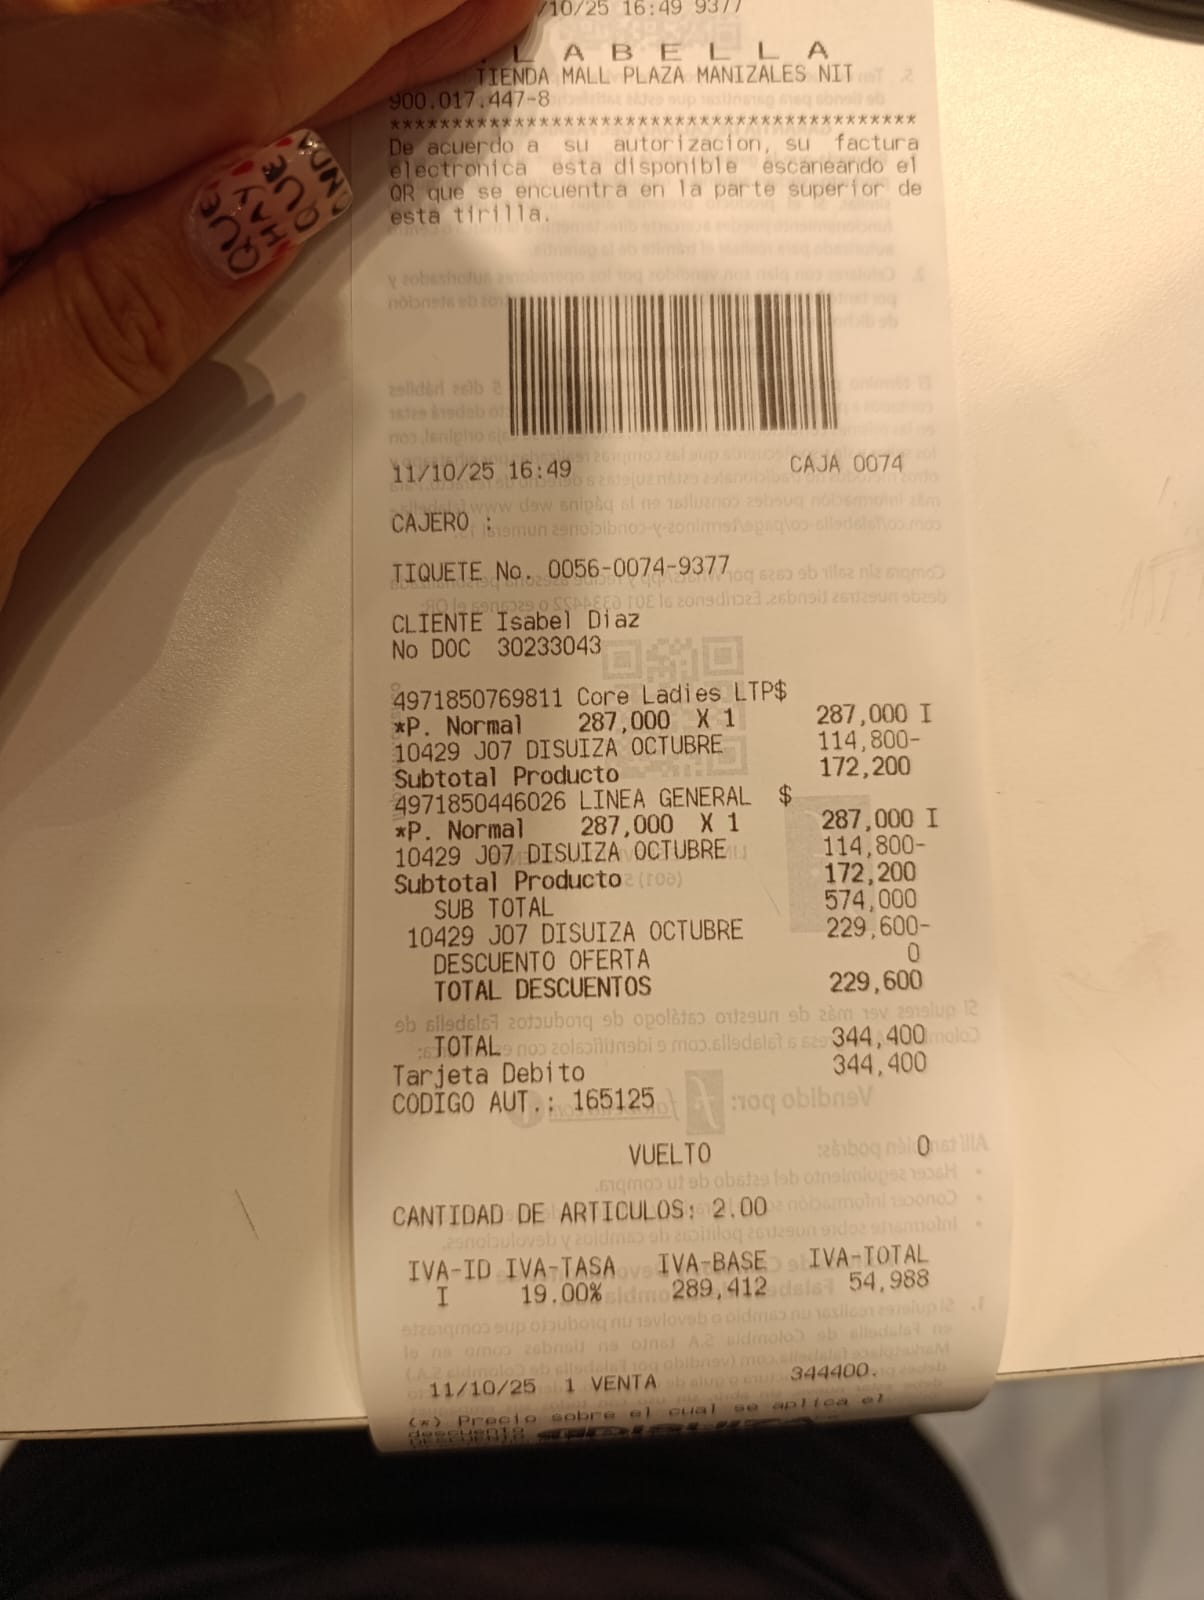 /10/25 16:49 9377
LABELLA
TIENDA MALL PLAZA MANIZALES NIT
900.017.447-8
******************************************
De acuerdo a su autorizacion, su factura
electronica esta disponible escaneando el
QR que se encuentra en la parte superior de
esta tirilla.
QUE
HAY
QUE
11/10/25 16:49 CAJA 0074
CAJERO :
TIQUETE No. 0056-0074-9377
CLIENTE Isabel Diaz
No DOC 30233043
4971850769811 Core Ladies LTP$
*P. Normal 287,000 X 1 287,000 I
10429 J07 DISUIZA OCTUBRE 114,800-
Subtotal Producto 172,200
4971850446026 LINEA GENERAL $
*P. Normal 287,000 X 1 287,000 I
10429 J07 DISUIZA OCTUBRE 114,800-
Subtotal Producto 172,200
SUB TOTAL 574,000
10429 J07 DISUIZA OCTUBRE 229,600-
DESCUENTO OFERTA 0
TOTAL DESCUENTOS 229,600
TOTAL 344,400
Tarjeta Debito 344,400
CODIGO AUT.: 165125
VUELTO 0
CANTIDAD DE ARTICULOS: 2.00
IVA-ID IVA-TASA IVA-BASE IVA-TOTAL
I 19.00% 289,412 54,988
11/10/25 1 VENTA 344400.
(*) Precio sobre el cual se aplica el
descuento